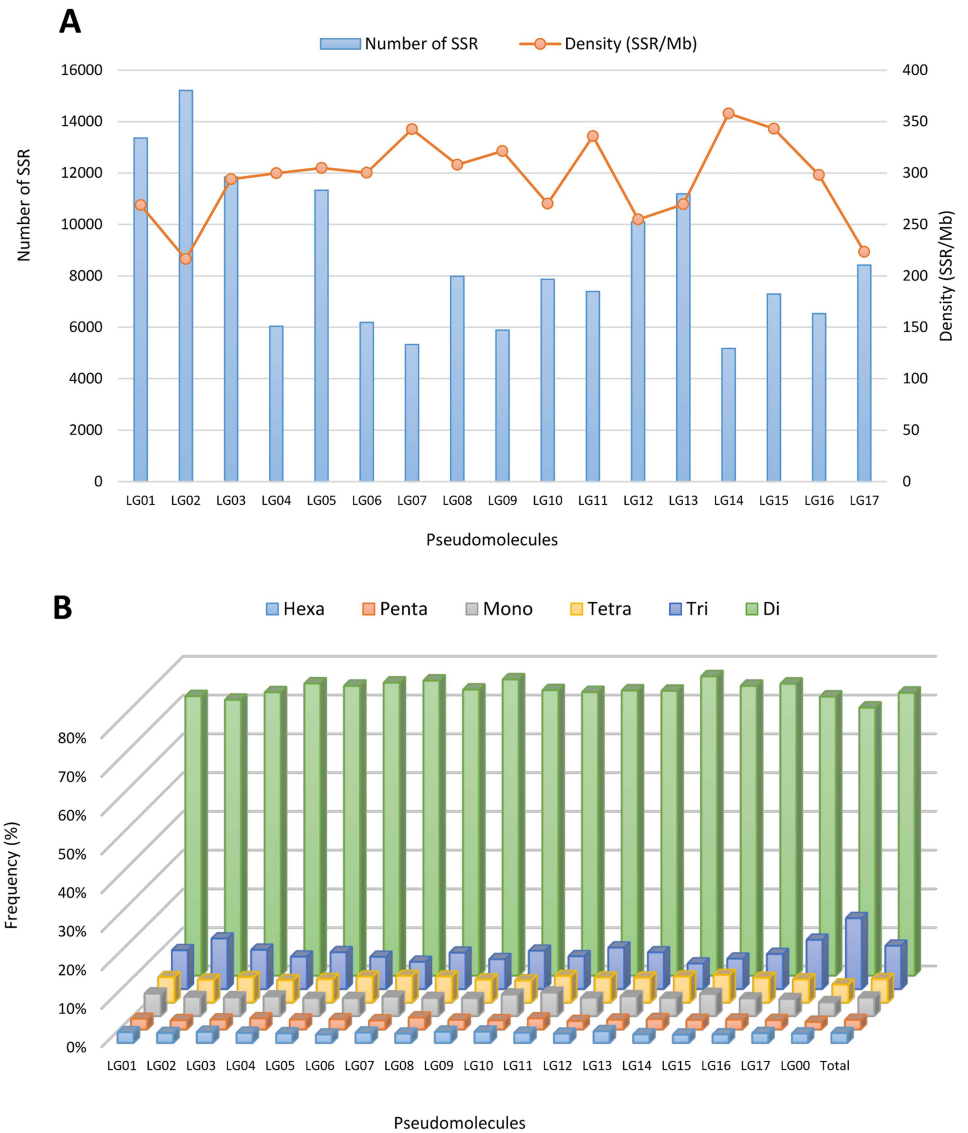 A
Number of SSR Density (SSR/Mb)
16000 400
14000 350
12000 300
10000 250
8000 200
6000 150
4000 100
2000 50
0 0
Number of SSR
Density (SSR/Mb)
LG01 LG02 LG03 LG04 LG05 LG06 LG07 LG08 LG09 LG10 LG11 LG12 LG13 LG14 LG15 LG16 LG17
Pseudomolecules
B
Hexa Penta Mono Tetra Tri Di
80%
70%
60%
50%
40%
30%
20%
10%
0%
Frequency (%)
LG01 LG02 LG03 LG04 LG05 LG06 LG07 LG08 LG09 LG10 LG11 LG12 LG13 LG14 LG15 LG16 LG17 LG00 Total
Pseudomolecules